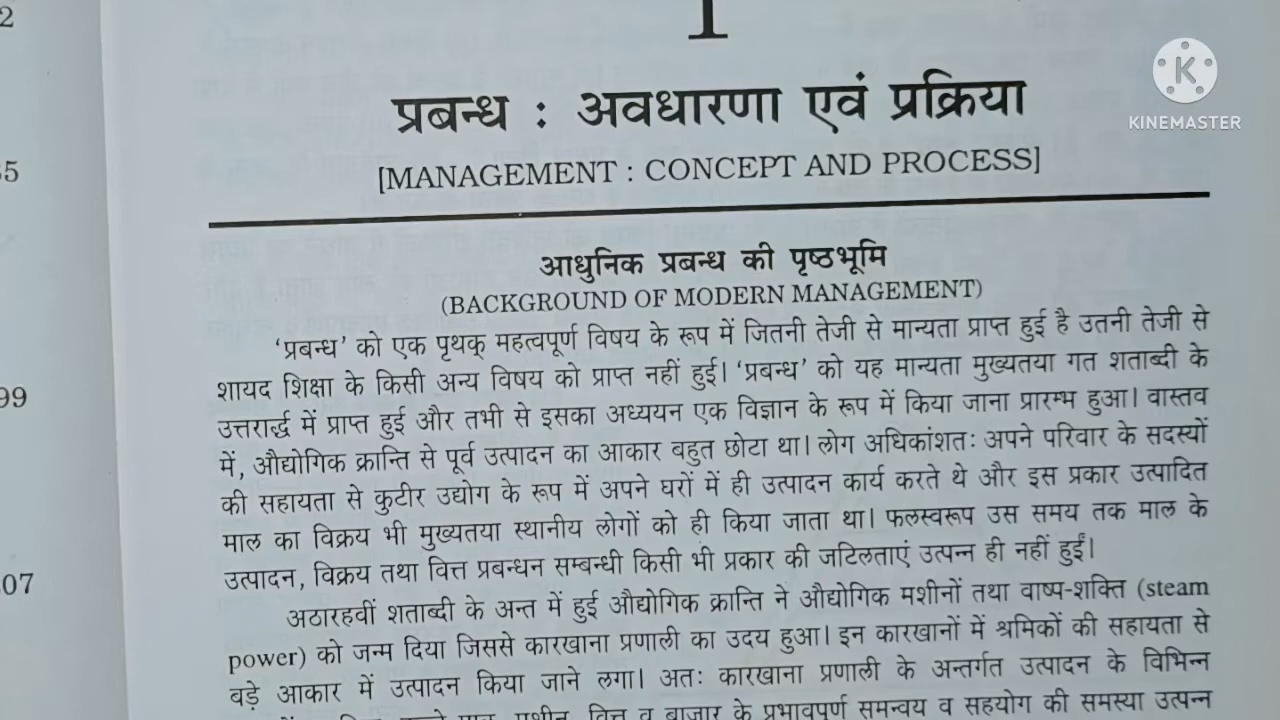 2
35
99
07
1
प्रबन्ध : अवधारणा एवं प्रक्रिया
[MANAGEMENT : CONCEPT AND PROCESS]
आधुनिक प्रबन्ध की पृष्ठभूमि
(BACKGROUND OF MODERN MANAGEMENT)
‘प्रबन्ध’ को एक पृथक् महत्वपूर्ण विषय के रूप में जितनी तेजी से मान्यता प्राप्त हुई है उतनी तेजी से
शायद शिक्षा के किसी अन्य विषय को प्राप्त नहीं हुई। ‘प्रबन्ध’ को यह मान्यता मुख्यतया गत शताब्दी के
उत्तरार्द्ध में प्राप्त हुई और तभी से इसका अध्ययन एक विज्ञान के रूप में किया जाना प्रारम्भ हुआ। वास्तव
में, औद्योगिक क्रान्ति से पूर्व उत्पादन का आकार बहुत छोटा था। लोग अधिकांशतः अपने परिवार के सदस्यों
की सहायता से कुटीर उद्योग के रूप में अपने घरों में ही उत्पादन कार्य करते थे और इस प्रकार उत्पादित
माल का विक्रय भी मुख्यतया स्थानीय लोगों को ही किया जाता था। फलस्वरूप उस समय तक माल के
उत्पादन, विक्रय तथा वित्त प्रबन्धन सम्बन्धी किसी भी प्रकार की जटिलताएं उत्पन्न ही नहीं हुईं।
अठारहवीं शताब्दी के अन्त में हुई औद्योगिक क्रान्ति ने औद्योगिक मशीनों तथा वाष्प-शक्ति (steam
power) को जन्म दिया जिससे कारखाना प्रणाली का उदय हुआ। इन कारखानों में श्रमिकों की सहायता से
बड़े आकार में उत्पादन किया जाने लगा। अतः कारखाना प्रणाली के अन्तर्गत उत्पादन के विभिन्न
मशीन, वित्त व बाजार के प्रभावपूर्ण समन्वय व सहयोग की समस्या उत्पन्न
K
KINEMASTER